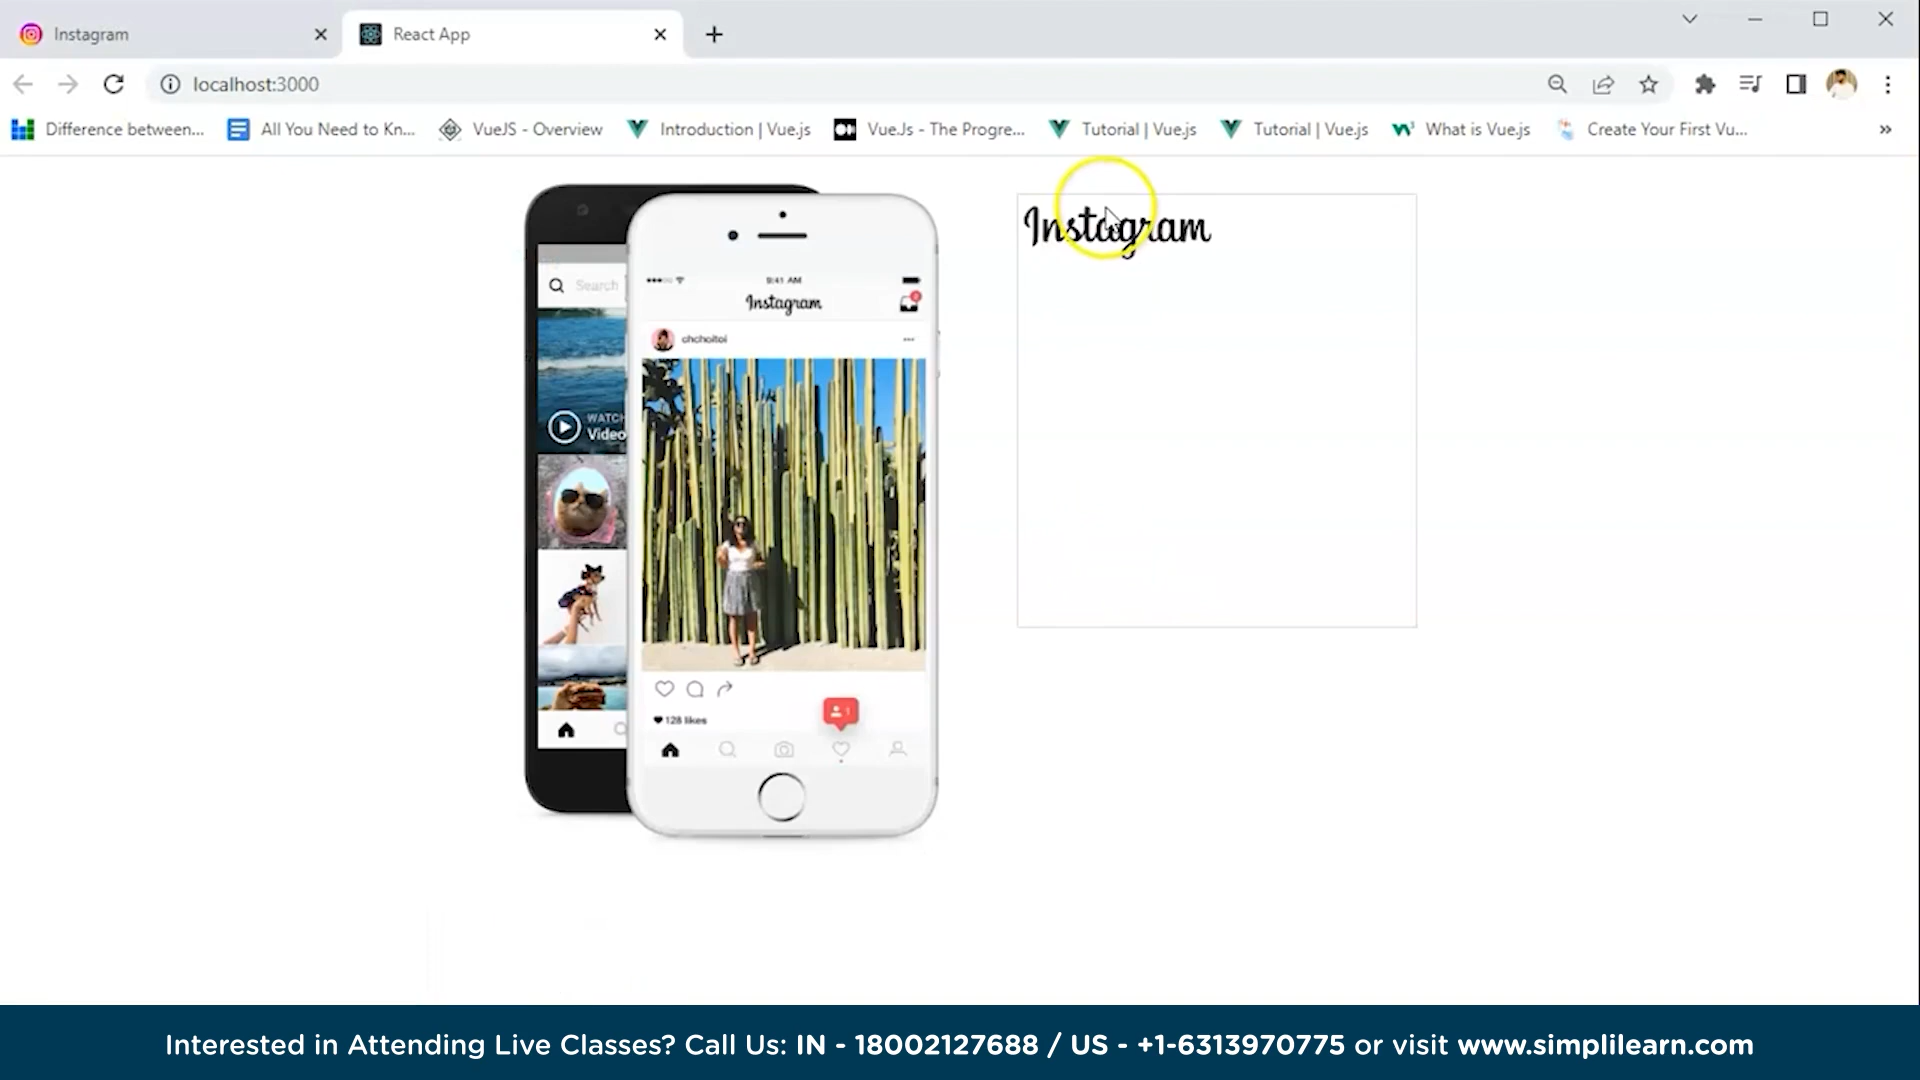 Instagram
React App
localhost:3000
Difference between...
All You Need to Kn...
VueJS - Overview
Introduction | Vue.js
VueJs - The Progre...
Tutorial | Vue.js
Tutorial | Vue.js
What is Vue.js
Create Your First Vu...
»
Search
WATCH
Video
9:41 AM
Instagram
chchoitoi
128 likes
1
Instagram
Interested in Attending Live Classes? Call Us: IN - 18002127688 / US - +1-6313970775 or visit www.simplilearn.com